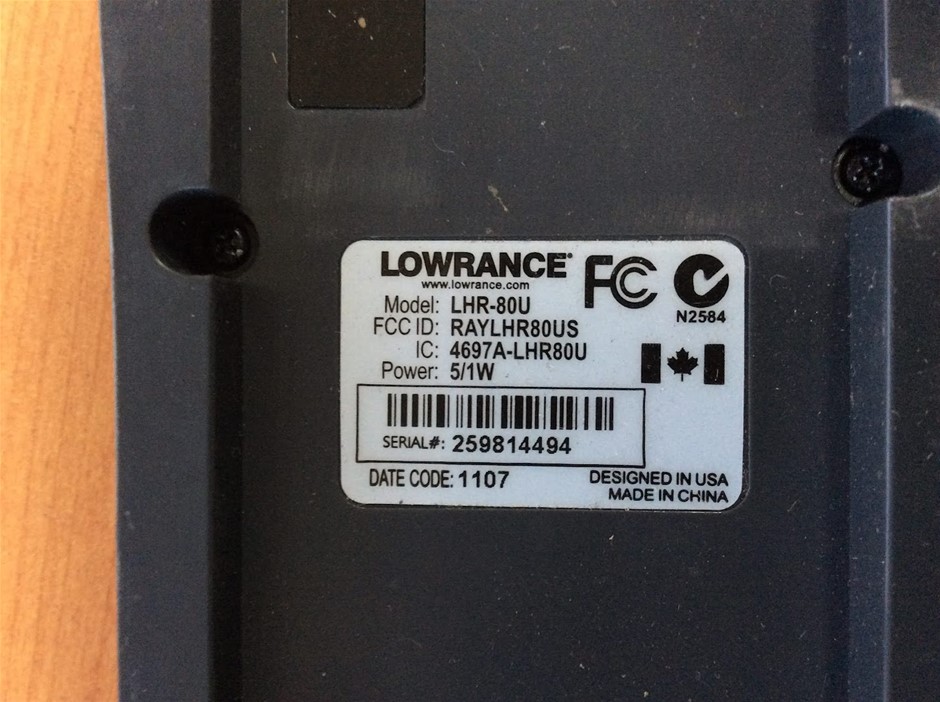 LOWRANCE®
www.lowrance.com
FC
N2584
Model: LHR-80U
FCC ID: RAYLHR80US
IC: 4697A-LHR80U
Power: 5/1W
SERIAL#: 259814494
DATE CODE: 1107
DESIGNED IN USA
MADE IN CHINA